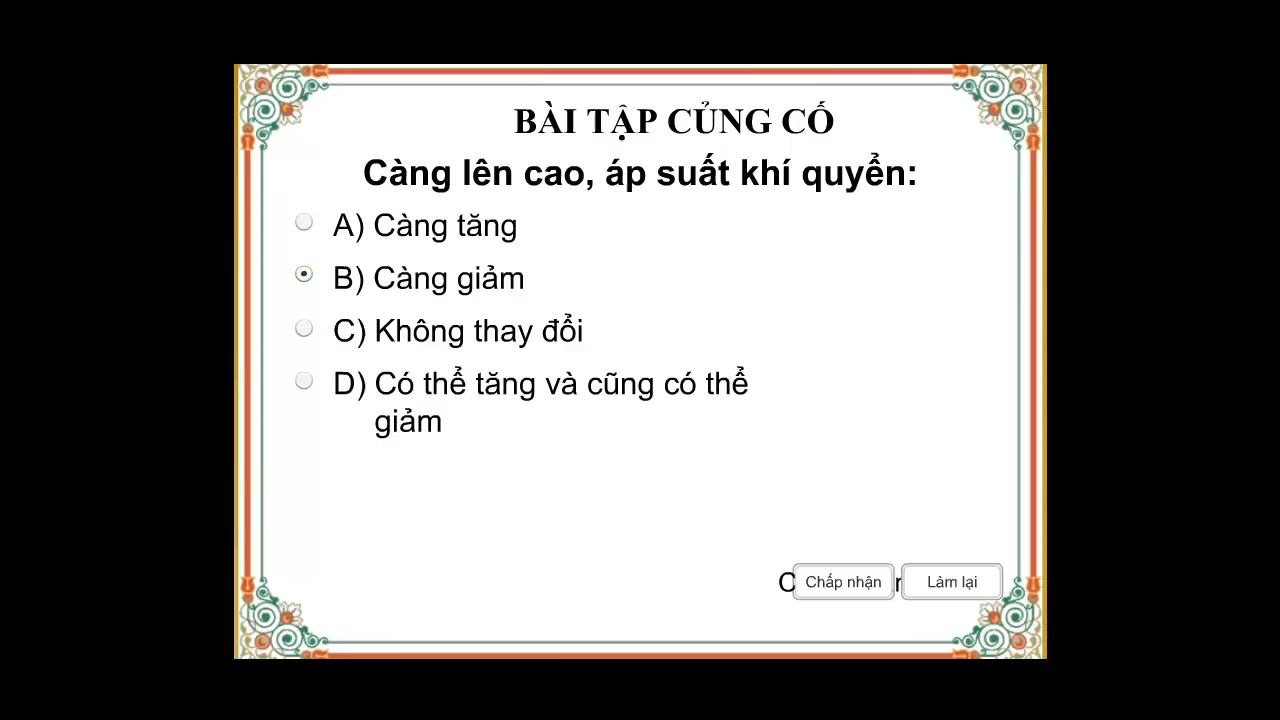 BÀI TẬP CỦNG CỐ
Càng lên cao, áp suất khí quyển:
A) Càng tăng
B) Càng giảm
C) Không thay đổi
D) Có thể tăng và cũng có thể
giảm
Chấp nhận
Làm lại